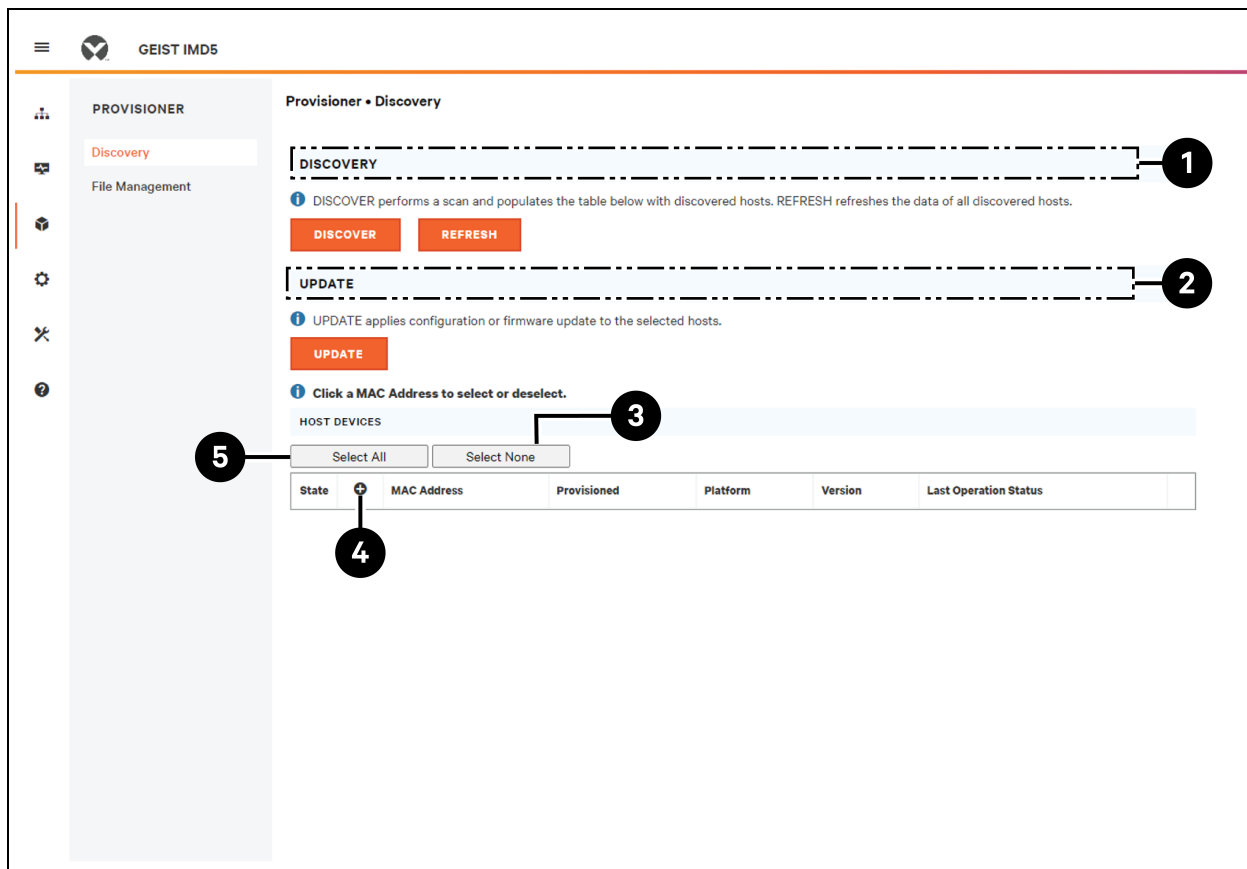 GEIST IMD5
PROVISIONER
Discovery
File Management
Provisioner • Discovery
DISCOVERY
1
DISCOVER performs a scan and populates the table below with discovered hosts. REFRESH refreshes the data of all discovered hosts.
DISCOVER REFRESH
UPDATE
2
UPDATE applies configuration or firmware update to the selected hosts.
UPDATE
Click a MAC Address to select or deselect.
3
HOST DEVICES
5
Select All Select None
State MAC Address Provisioned Platform Version Last Operation Status
4